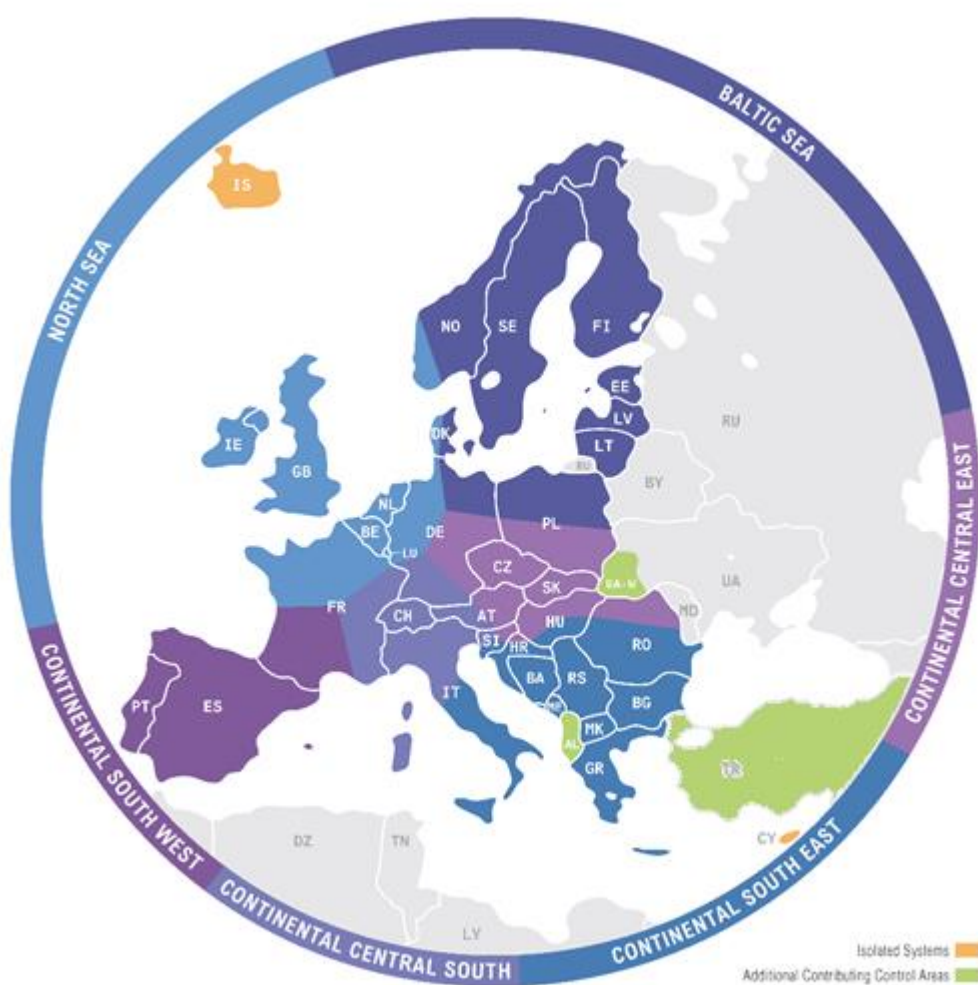 BALTIC SEA
NORTH SEA
CONTINENTAL CENTRAL EAST
CONTINENTAL SOUTH WEST
CONTINENTAL CENTRAL SOUTH
CONTINENTAL SOUTH EAST
IS
NO
SE
FI
EE
LV
LT
RU
RU
BY
DK
IE
GB
NL
BE
DE
LU
PL
CZ
SK
UA-W
UA
MD
FR
CH
AT
HU
SI
HR
RO
BA
RS
IT
PT
ES
BG
MK
AL
GR
TR
CY
DZ
TN
LY
Isolated Systems
Additional Contributing Control Areas